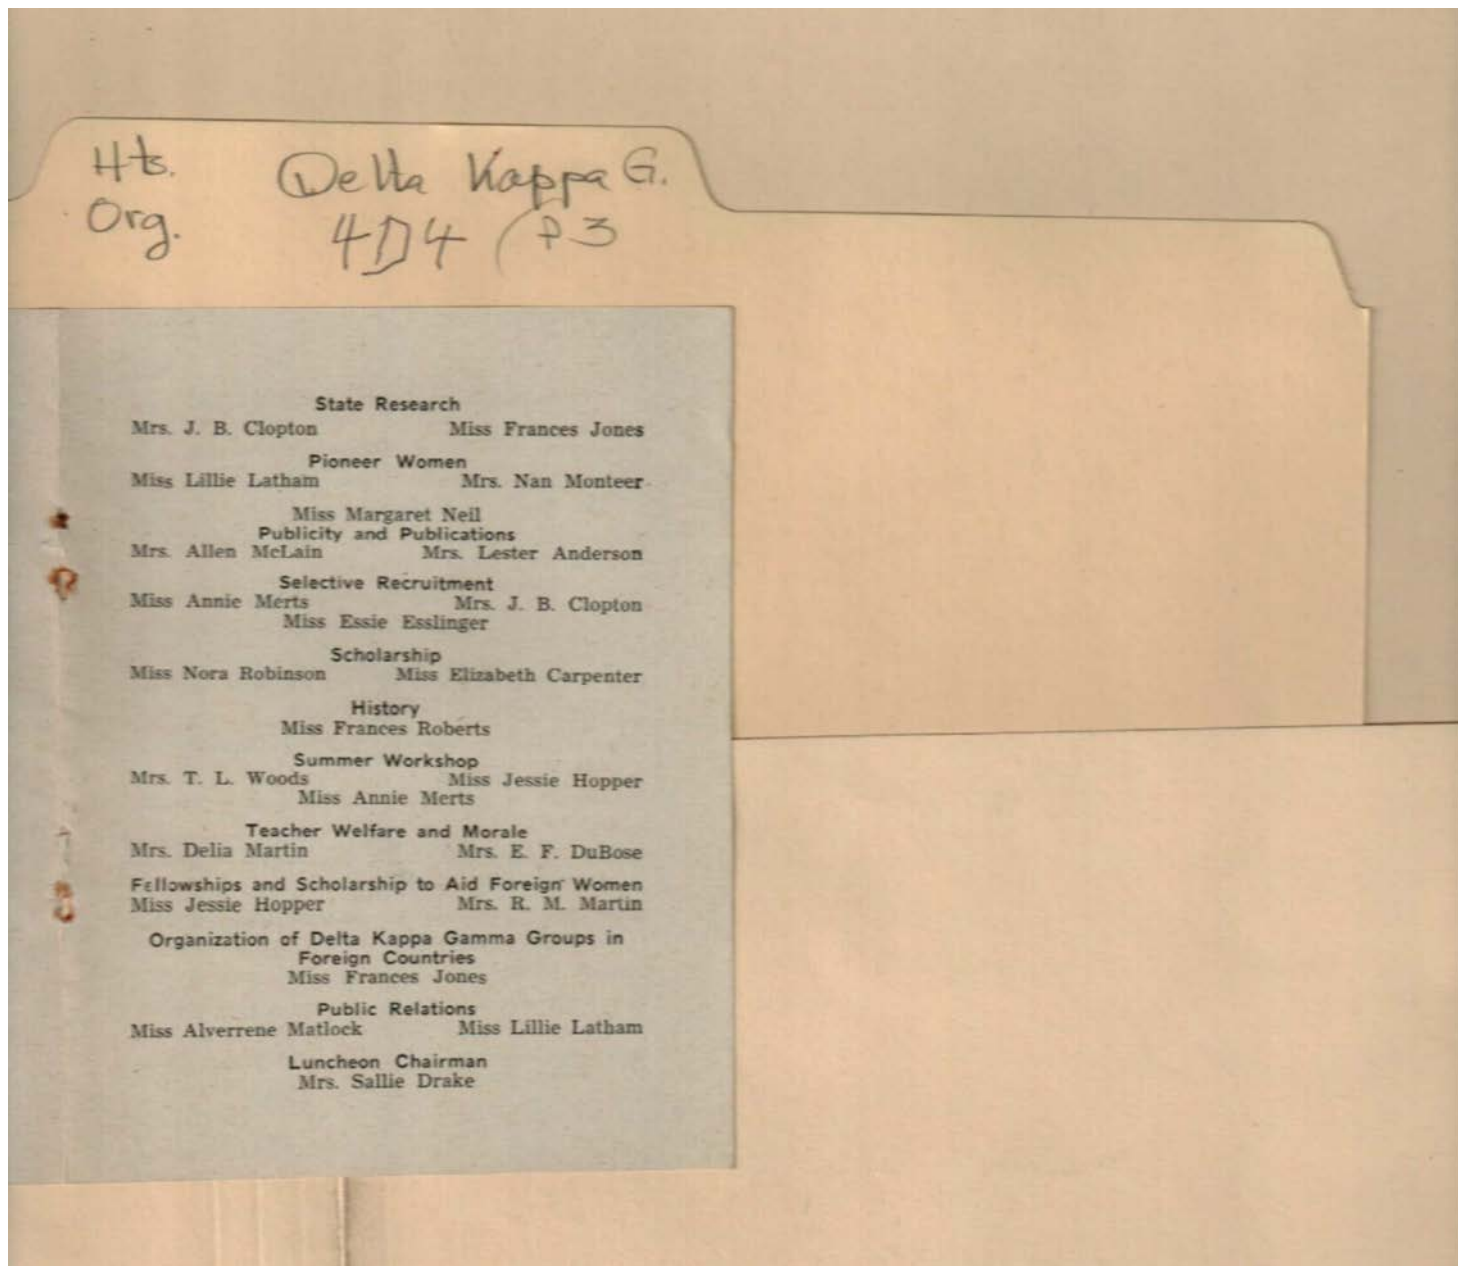 Hts. Delta Kappa G.
Org. 4D4 (P3
State Research
Mrs. J. B. Clopton Miss Frances Jones
Pioneer Women
Miss Lillie Latham Mrs. Nan Monteer
Miss Margaret Neil
Publicity and Publications
Mrs. Allen McLain Mrs. Lester Anderson
Selective Recruitment
Miss Annie Merts Mrs. J. B. Clopton
Miss Essie Esslinger
Scholarship
Miss Nora Robinson Miss Elizabeth Carpenter
History
Miss Frances Roberts
Summer Workshop
Mrs. T. L. Woods Miss Jessie Hopper
Miss Annie Merts
Teacher Welfare and Morale
Mrs. Delia Martin Mrs. E. F. DuBose
Fellowships and Scholarship to Aid Foreign Women
Miss Jessie Hopper Mrs. R. M. Martin
Organization of Delta Kappa Gamma Groups in
Foreign Countries
Miss Frances Jones
Public Relations
Miss Alverrene Matlock Miss Lillie Latham
Luncheon Chairman
Mrs. Sallie Drake